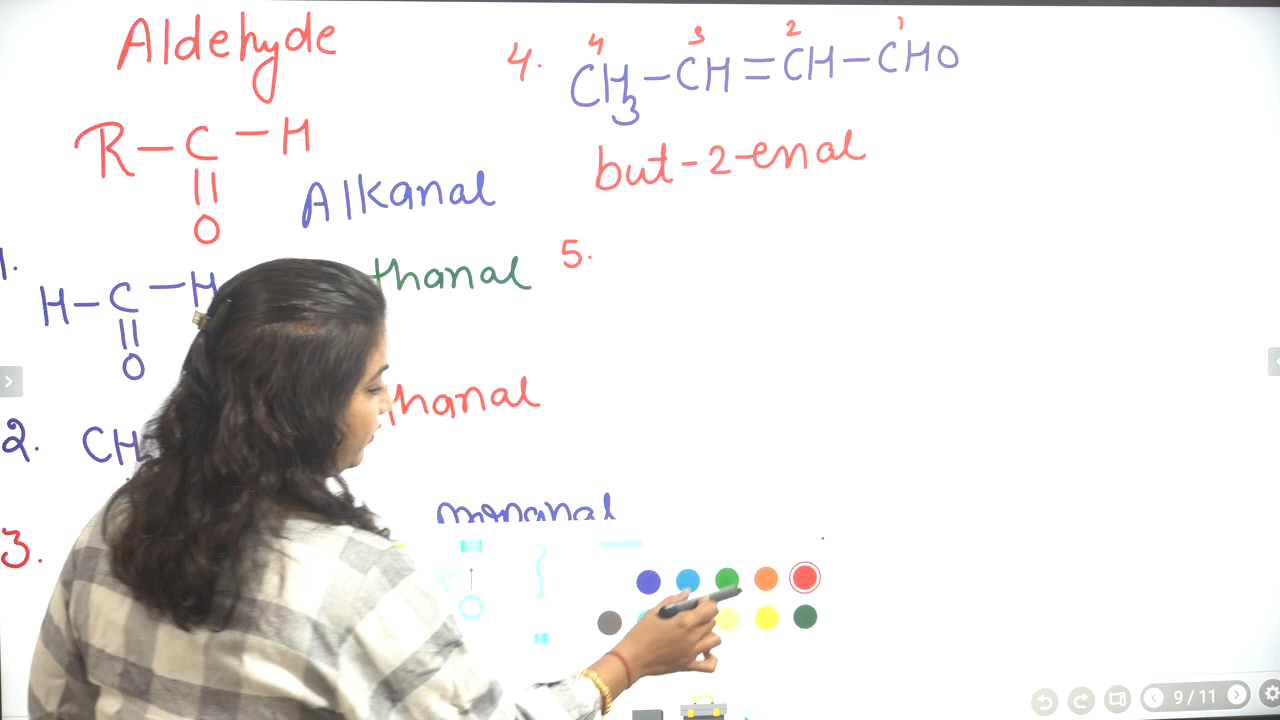 Aldehyde
R-C-H
||
O
Alkanal
1.
H-C-H
||
O
thanal
2. CH
hanal
3.
4. CH3-CH=CH-CHO
4 3 2 1
but-2-enal
5.
9 / 11